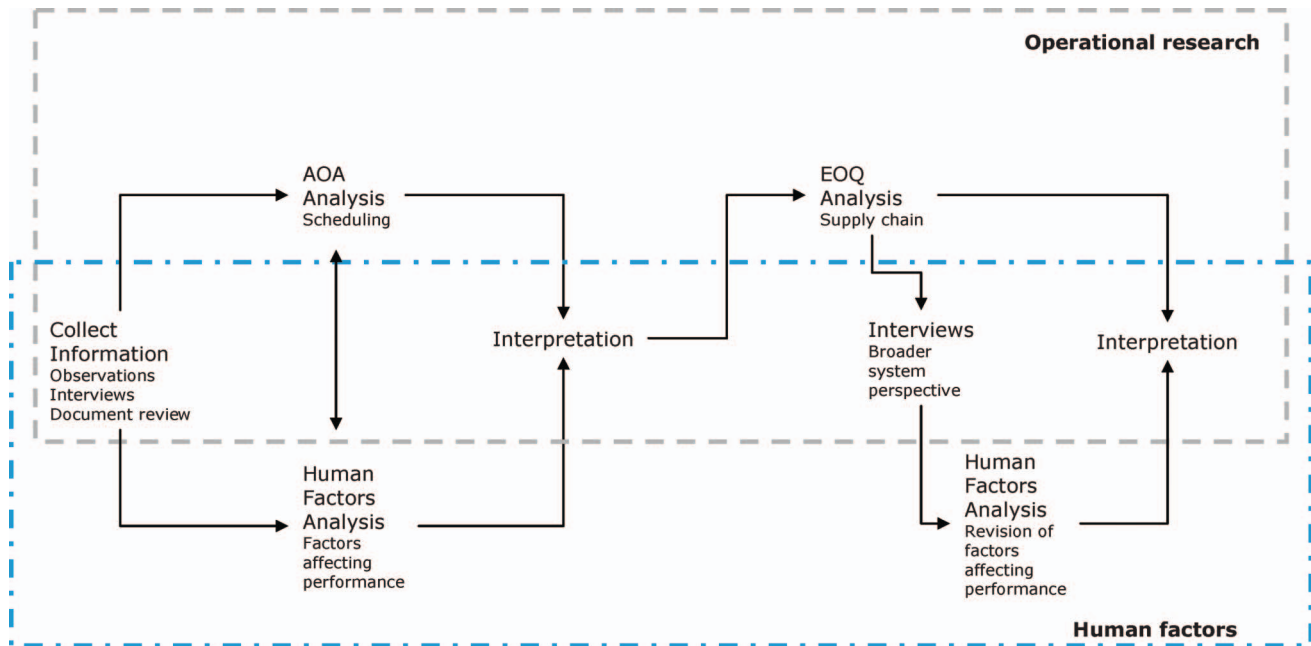 Operational research
AOA
Analysis
Scheduling
EOQ
Analysis
Supply chain
Collect
Information
Observations
Interviews
Document review
Interpretation
Interviews
Broader
system
perspective
Interpretation
Human
Factors
Analysis
Factors
affecting
performance
Human
Factors
Analysis
Revision of
factors
affecting
performance
Human factors